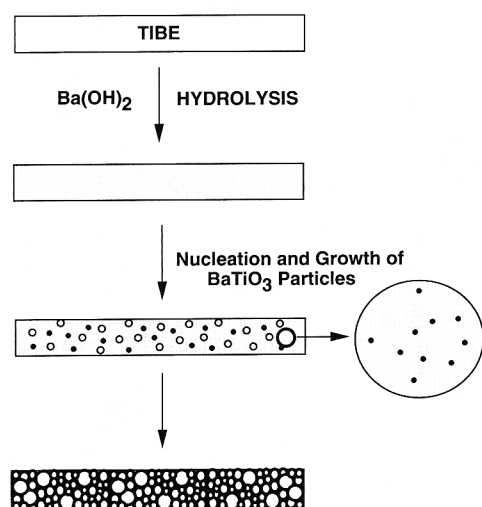 TIBE
Ba(OH)2 HYDROLYSIS
Nucleation and Growth of
BaTiO3 Particles